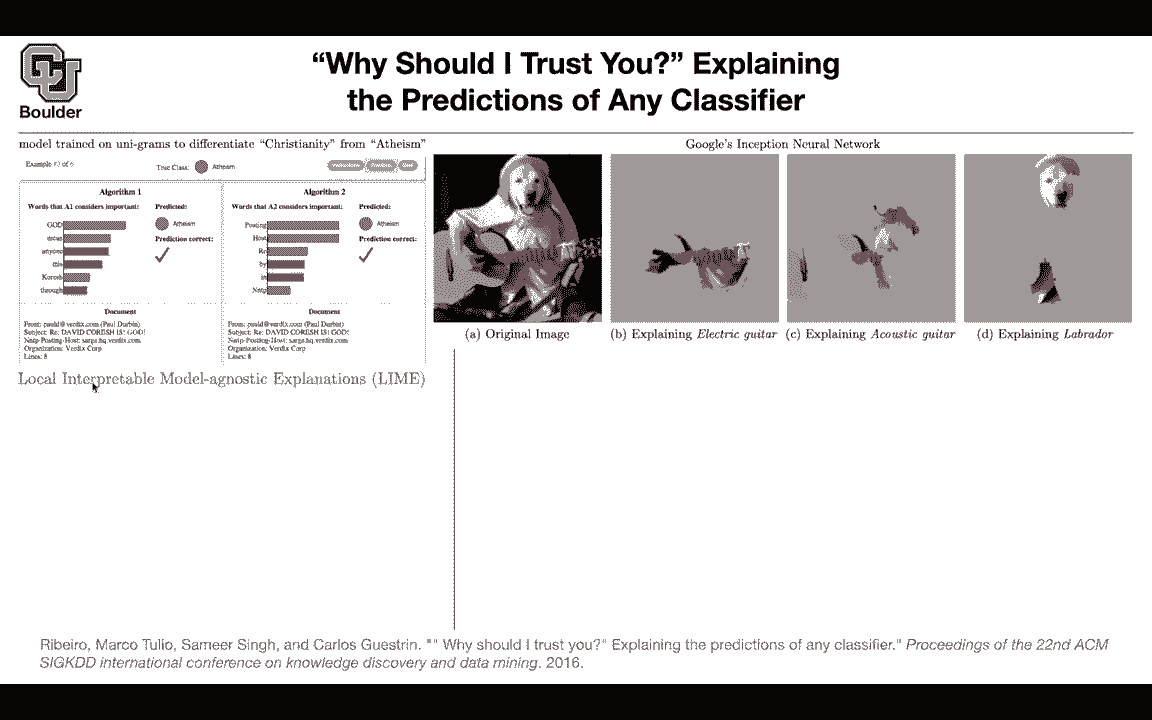 Boulder
“Why Should I Trust You?” Explaining
the Predictions of Any Classifier
model trained on uni-grams to differentiate “Christianity” from “Atheism”
Example
True Class:
Atheism
Algorithm 1
Words that A1 considers important:
Predicted:
GOD
mean
anyone
this
Koresh
through
Atheism
Prediction correct:
Document
From: pauld@verdix.com (Paul Durbin)
Subject: Re: DAVID CORESH IS! GOD!
Nntp-Posting-Host: sarge.hq.verdix.com
Organization: Verdix Corp
Lines: 8
Algorithm 2
Words that A2 considers important:
Predicted:
Posting
Host
Re
by
in
Nntp
Atheism
Prediction correct:
Document
From: pauld@verdix.com (Paul Durbin)
Subject: Re: DAVID CORESH IS! GOD!
Nntp-Posting-Host: sarge.hq.verdix.com
Organization: Verdix Corp
Lines: 8
Google's Inception Neural Network
(a) Original Image
(b) Explaining Electric guitar
(c) Explaining Acoustic guitar
(d) Explaining Labrador
Local Interpretable Model-agnostic Explanations (LIME)
Ribeiro, Marco Tulio, Sameer Singh, and Carlos Guestrin. "" Why should I trust you?" Explaining the predictions of any classifier." Proceedings of the 22nd ACM
SIGKDD international conference on knowledge discovery and data mining. 2016.